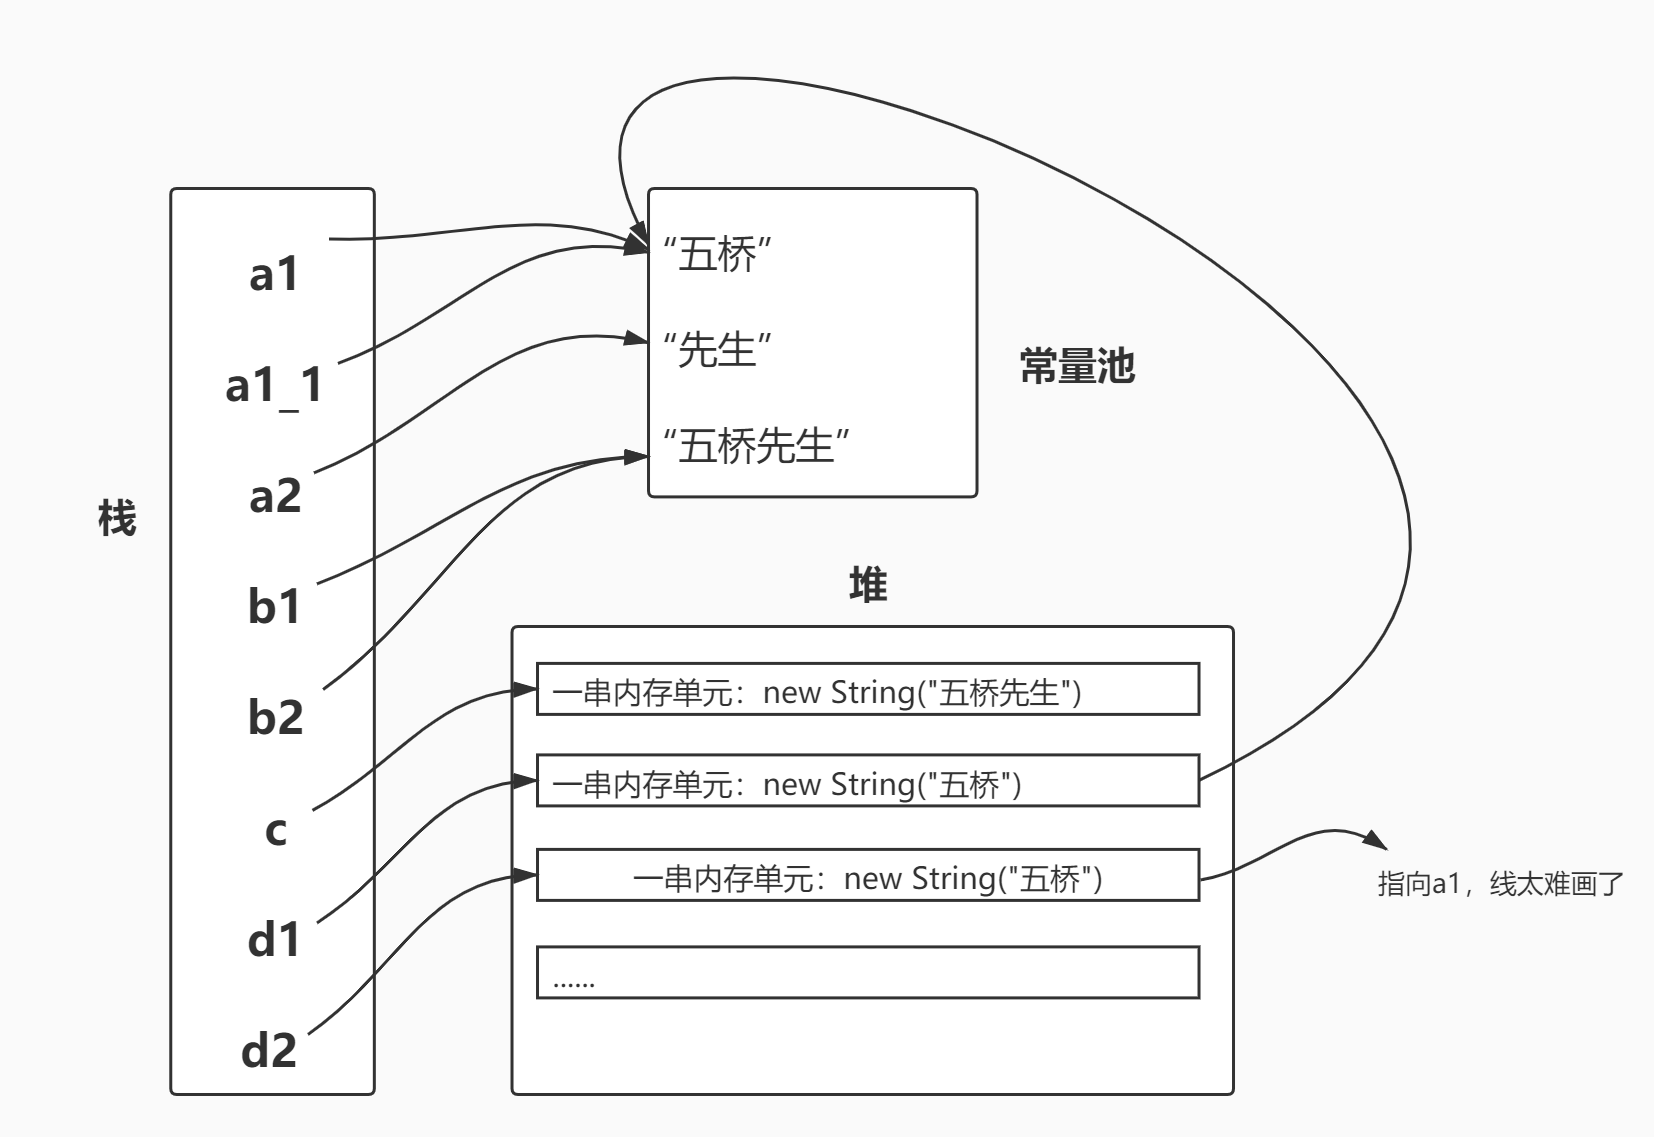 栈
a1
a1_1
a2
b1
b2
c
d1
d2
“五桥”
“先生”
“五桥先生”
常量池
堆
一串内存单元：new String("五桥先生")
一串内存单元：new String("五桥")
一串内存单元：new String("五桥")
......
指向a1，线太难画了